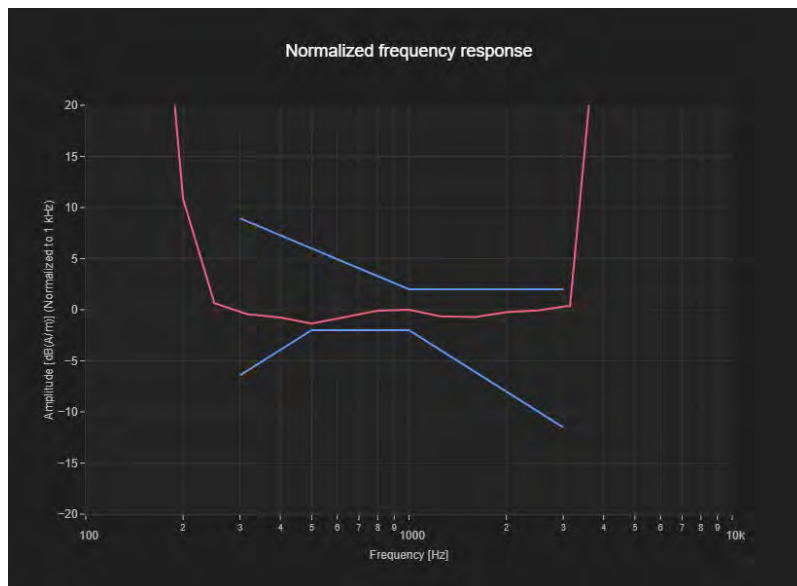 Normalized frequency response
Amplitude [dB(A/m)] (Normalized to 1 kHz)
20
15
10
5
0
−5
−10
−15
−20
100 2 3 4 5 6 7 8 9 1000 2 3 4 5 6 7 8 9 10k
Frequency [Hz]